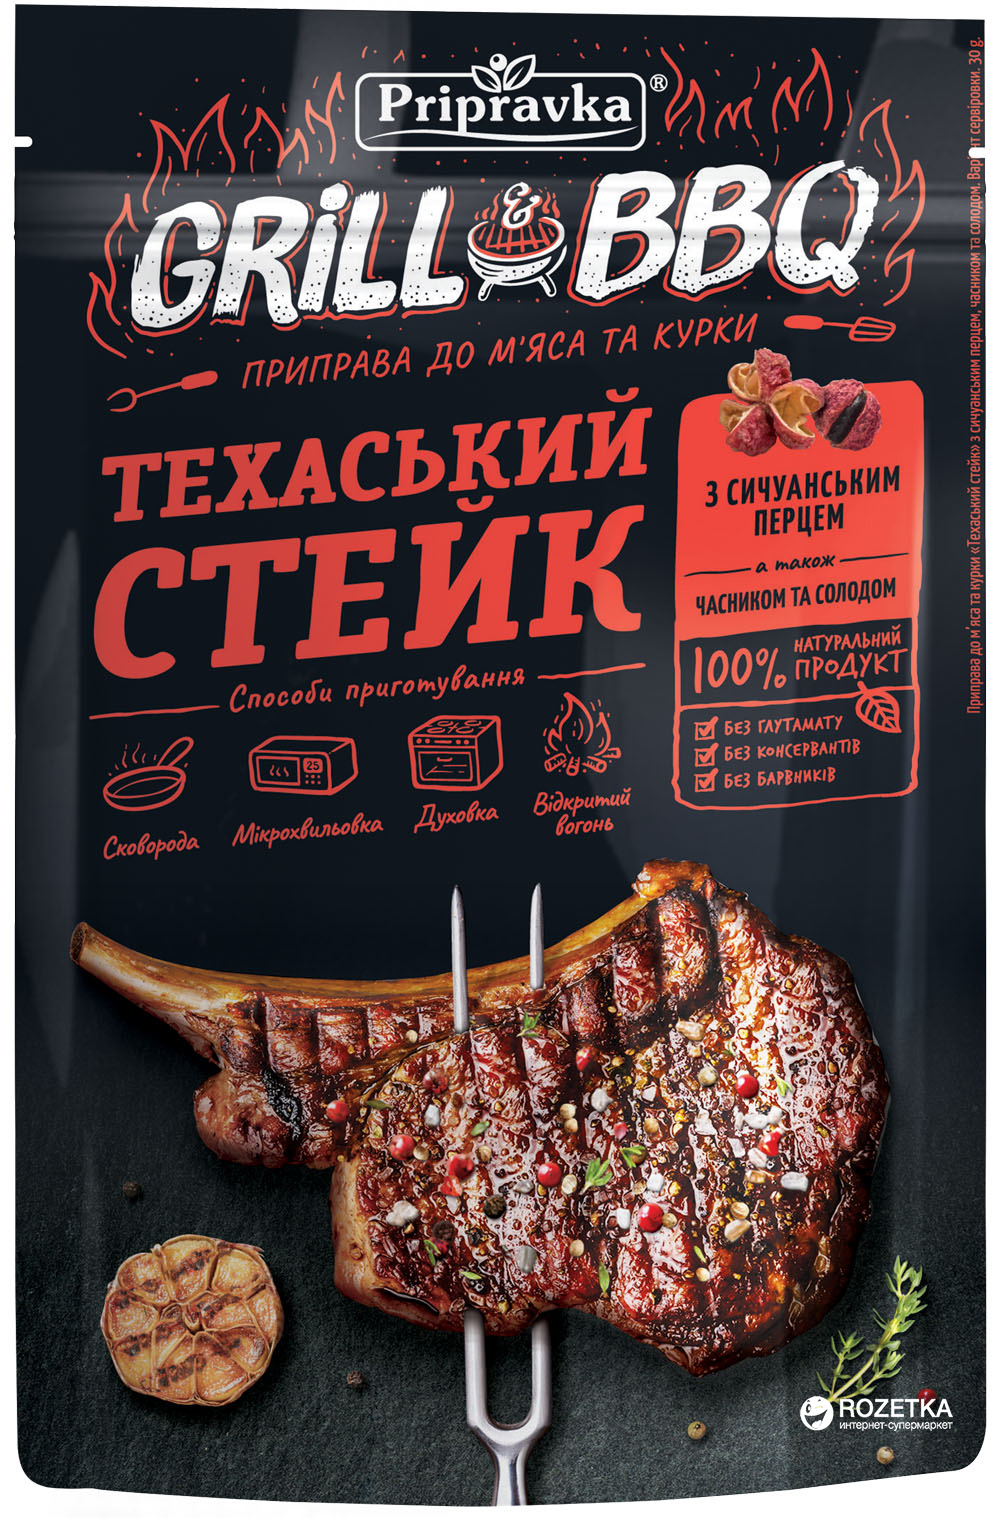 Pripravka®
GRiLL & BBQ
ПРИПРАВА ДО М'ЯСА ТА КУРКИ
ТЕХАСЬКИЙ
СТЕЙК
З СИЧУАНСЬКИМ
ПЕРЦЕМ
а також
ЧАСНИКОМ ТА СОЛОДОМ
100% НАТУРАЛЬНИЙ
ПРОДУКТ
БЕЗ ГЛУТАМАТУ
БЕЗ КОНСЕРВАНТІВ
БЕЗ БАРВНИКІВ
Способи приготування
25
Сковорода
Мікрохвильовка
Духовка
Відкритий
вогонь
Приправа до м'яса та курки «Техаський стейк» з сичуанським перцем, часником та солодом. Варіант сервіровки. 30 g.
ROZETKA
интернет-супермаркет